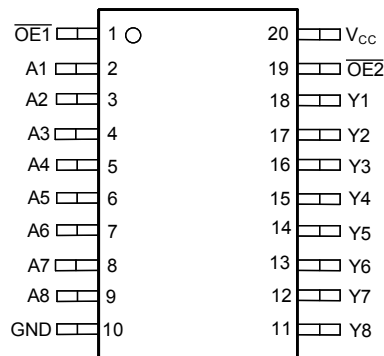 OE1 1 20 VCC
A1 2 19 OE2
A2 3 18 Y1
A3 4 17 Y2
A4 5 16 Y3
A5 6 15 Y4
A6 7 14 Y5
A7 8 13 Y6
A8 9 12 Y7
GND 10 11 Y8